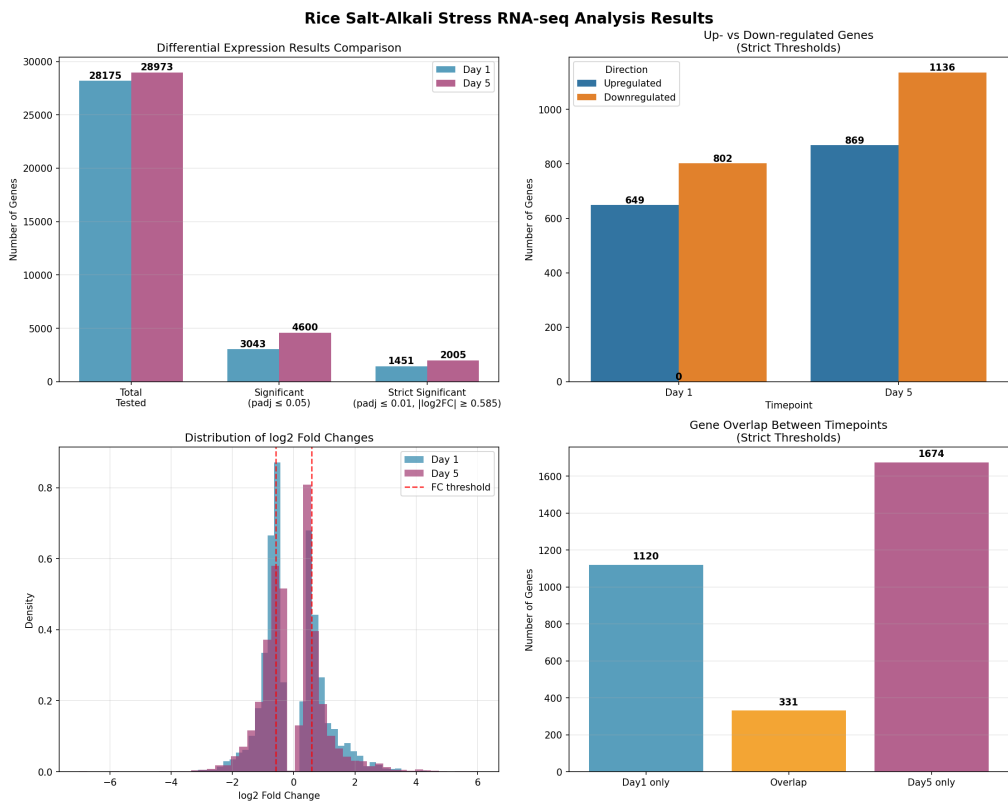 Rice Salt-Alkali Stress RNA-seq Analysis Results
Differential Expression Results Comparison
Number of Genes
30000
25000
20000
15000
10000
5000
0
28175
28973
3043
4600
1451
2005
Day 1
Day 5
Total
Tested
Significant
(padj ≤ 0.05)
Strict Significant
(padj ≤ 0.01, |log2FC| ≥ 0.585)
Up- vs Down-regulated Genes
(Strict Thresholds)
Number of Genes
1000
800
600
400
200
0
Direction
Upregulated
Downregulated
649
802
869
1136
0
Day 1
Day 5
Timepoint
Distribution of log2 Fold Changes
Density
0.8
0.6
0.4
0.2
0.0
Day 1
Day 5
FC threshold
−6
−4
−2
0
2
4
6
log2 Fold Change
Gene Overlap Between Timepoints
(Strict Thresholds)
Number of Genes
1600
1400
1200
1000
800
600
400
200
0
1120
331
1674
Day1 only
Overlap
Day5 only